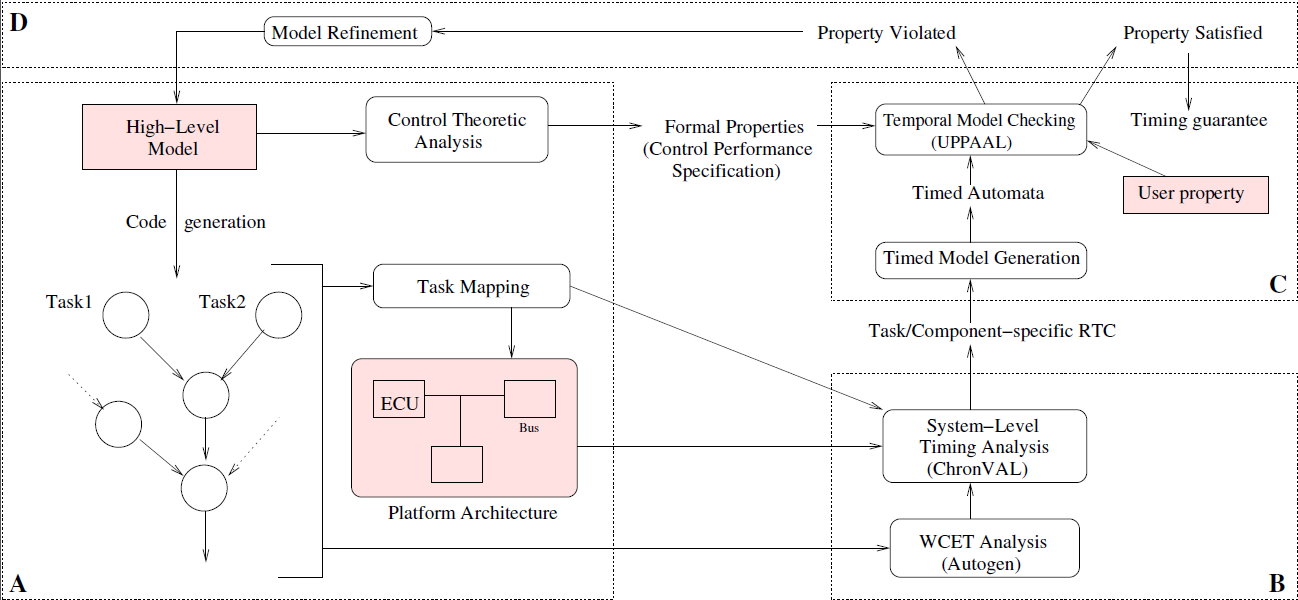 D
Model Refinement
Property Violated
Property Satisfied
High−Level
Model
Control Theoretic
Analysis
Formal Properties
(Control Performance
Specification)
Temporal Model Checking
(UPPAAL)
Timing guarantee
User property
Code generation
Timed Automata
Timed Model Generation
C
Task1
Task2
Task Mapping
Task/Component−specific RTC
ECU
Bus
Platform Architecture
System−Level
Timing Analysis
(ChronVAL)
WCET Analysis
(Autogen)
A
B